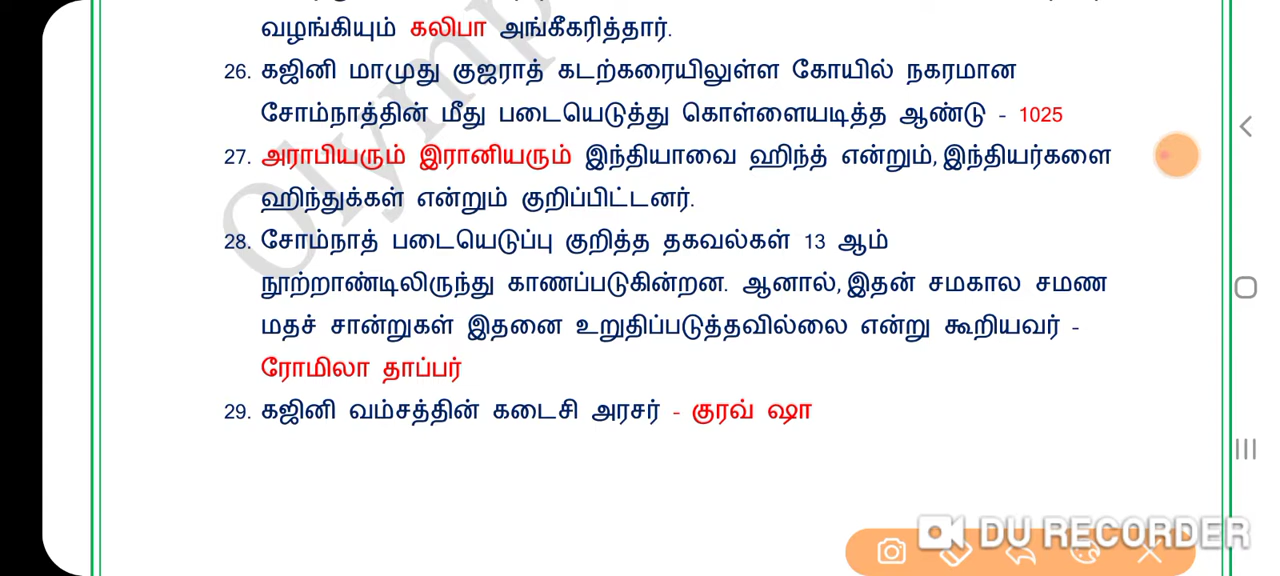 வழங்கியும் கலிபா அங்கீகரித்தார்.
26. கஜினி மாமுது குஜராத் கடற்கரையிலுள்ள கோயில் நகரமான
சோம்நாத்தின் மீது படையெடுத்து கொள்ளையடித்த ஆண்டு - 1025
27. அராபியரும் இரானியரும் இந்தியாவை ஹிந்த் என்றும், இந்தியர்களை
ஹிந்துக்கள் என்றும் குறிப்பிட்டனர்.
28. சோம்நாத் படையெடுப்பு குறித்த தகவல்கள் 13 ஆம்
நூற்றாண்டிலிருந்து காணப்படுகின்றன. ஆனால், இதன் சமகால சமண
மதச் சான்றுகள் இதனை உறுதிப்படுத்தவில்லை என்று கூறியவர் -
ரோமிலா தாப்பர்
29. கஜினி வம்சத்தின் கடைசி அரசர் - குரவ் ஷா
Olymp
DU RECORDER